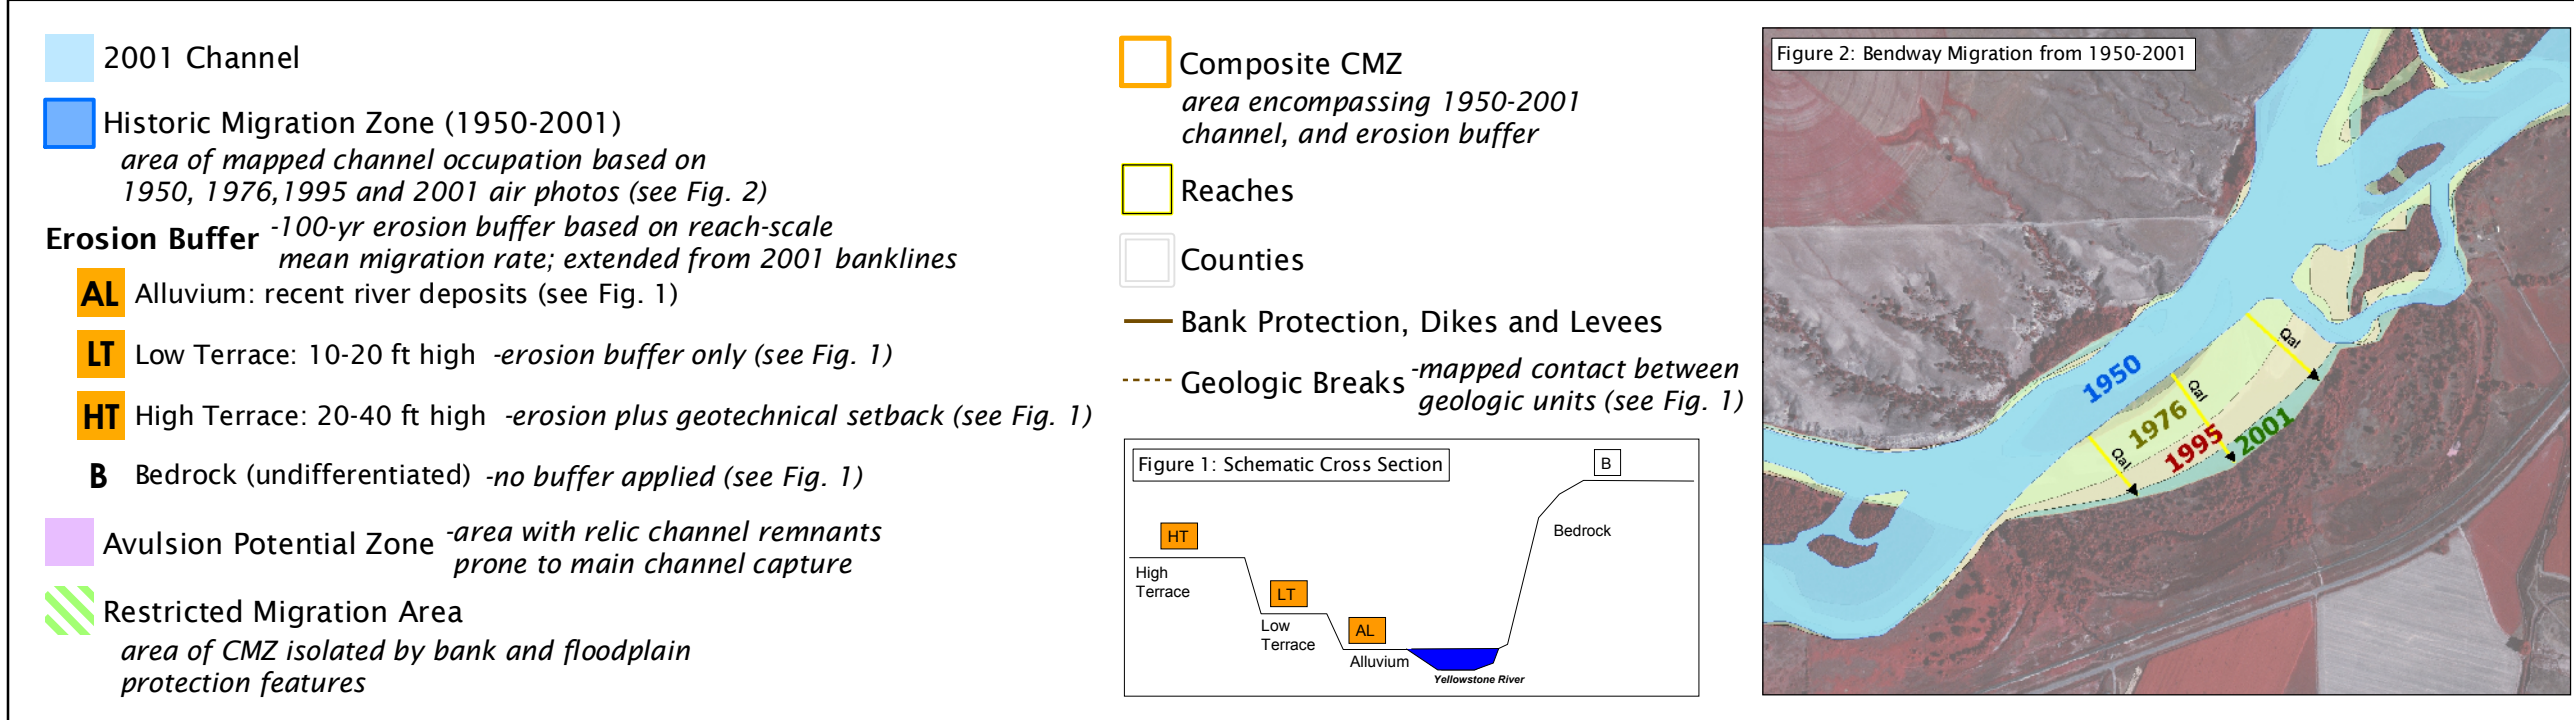 2001 Channel
Historic Migration Zone (1950-2001)
area of mapped channel occupation based on
1950, 1976,1995 and 2001 air photos (see Fig. 2)
Erosion Buffer -100-yr erosion buffer based on reach-scale
mean migration rate; extended from 2001 banklines
AL Alluvium: recent river deposits (see Fig. 1)
LT Low Terrace: 10-20 ft high -erosion buffer only (see Fig. 1)
HT High Terrace: 20-40 ft high -erosion plus geotechnical setback (see Fig. 1)
B Bedrock (undifferentiated) -no buffer applied (see Fig. 1)
Avulsion Potential Zone -area with relic channel remnants
prone to main channel capture
Restricted Migration Area
area of CMZ isolated by bank and floodplain
protection features
Composite CMZ
area encompassing 1950-2001
channel, and erosion buffer
Reaches
Counties
Bank Protection, Dikes and Levees
Geologic Breaks -mapped contact between
geologic units (see Fig. 1)
Figure 1: Schematic Cross Section
B
Bedrock
HT
High
Terrace
LT
Low
Terrace
AL
Alluvium
Yellowstone River
Figure 2: Bendway Migration from 1950-2001
Qal
1950
Qal
1976
1995
2001
Qal